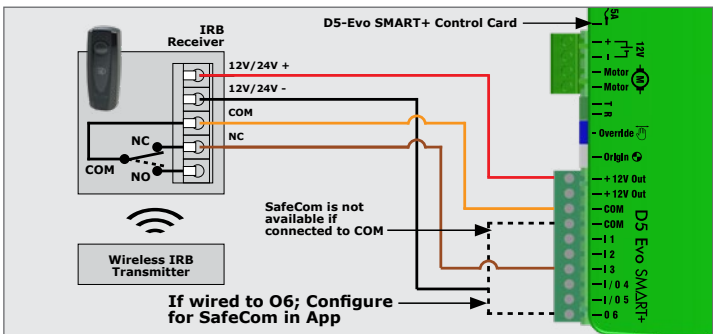 IRB
Receiver
D5-Evo SMART+ Control Card
12V/24V +
12V/24V -
COM
NC
NC
COM
NO
Wireless IRB
Transmitter
SafeCom is not
available if
connected to COM
If wired to O6; Configure
for SafeCom in App
5A
+
-
12V
Motor
Motor
M
T
R
Override
Origin
+ 12V Out
+ 12V Out
COM
COM
I 1
I 2
I 3
I / O 4
I / O 5
O 6
D5 Evo SMART+